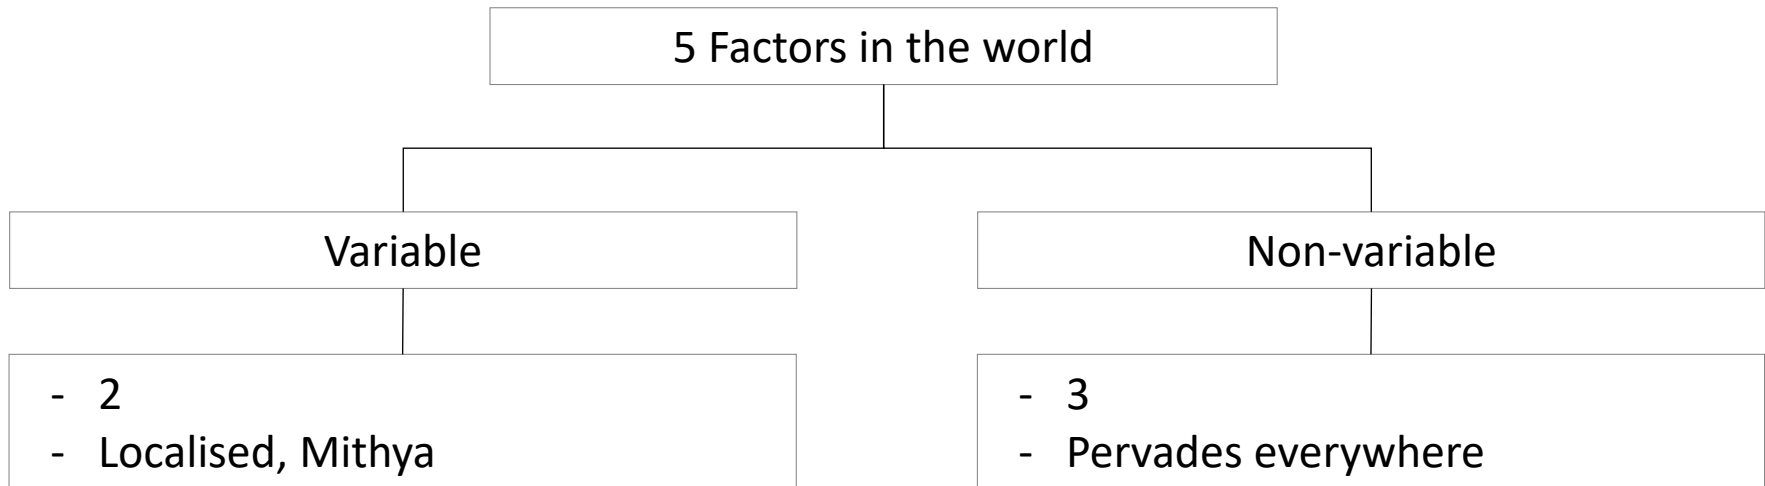 5 Factors in the world
Variable
Non-variable
- 2
- Localised, Mithya
- 3
- Pervades everywhere